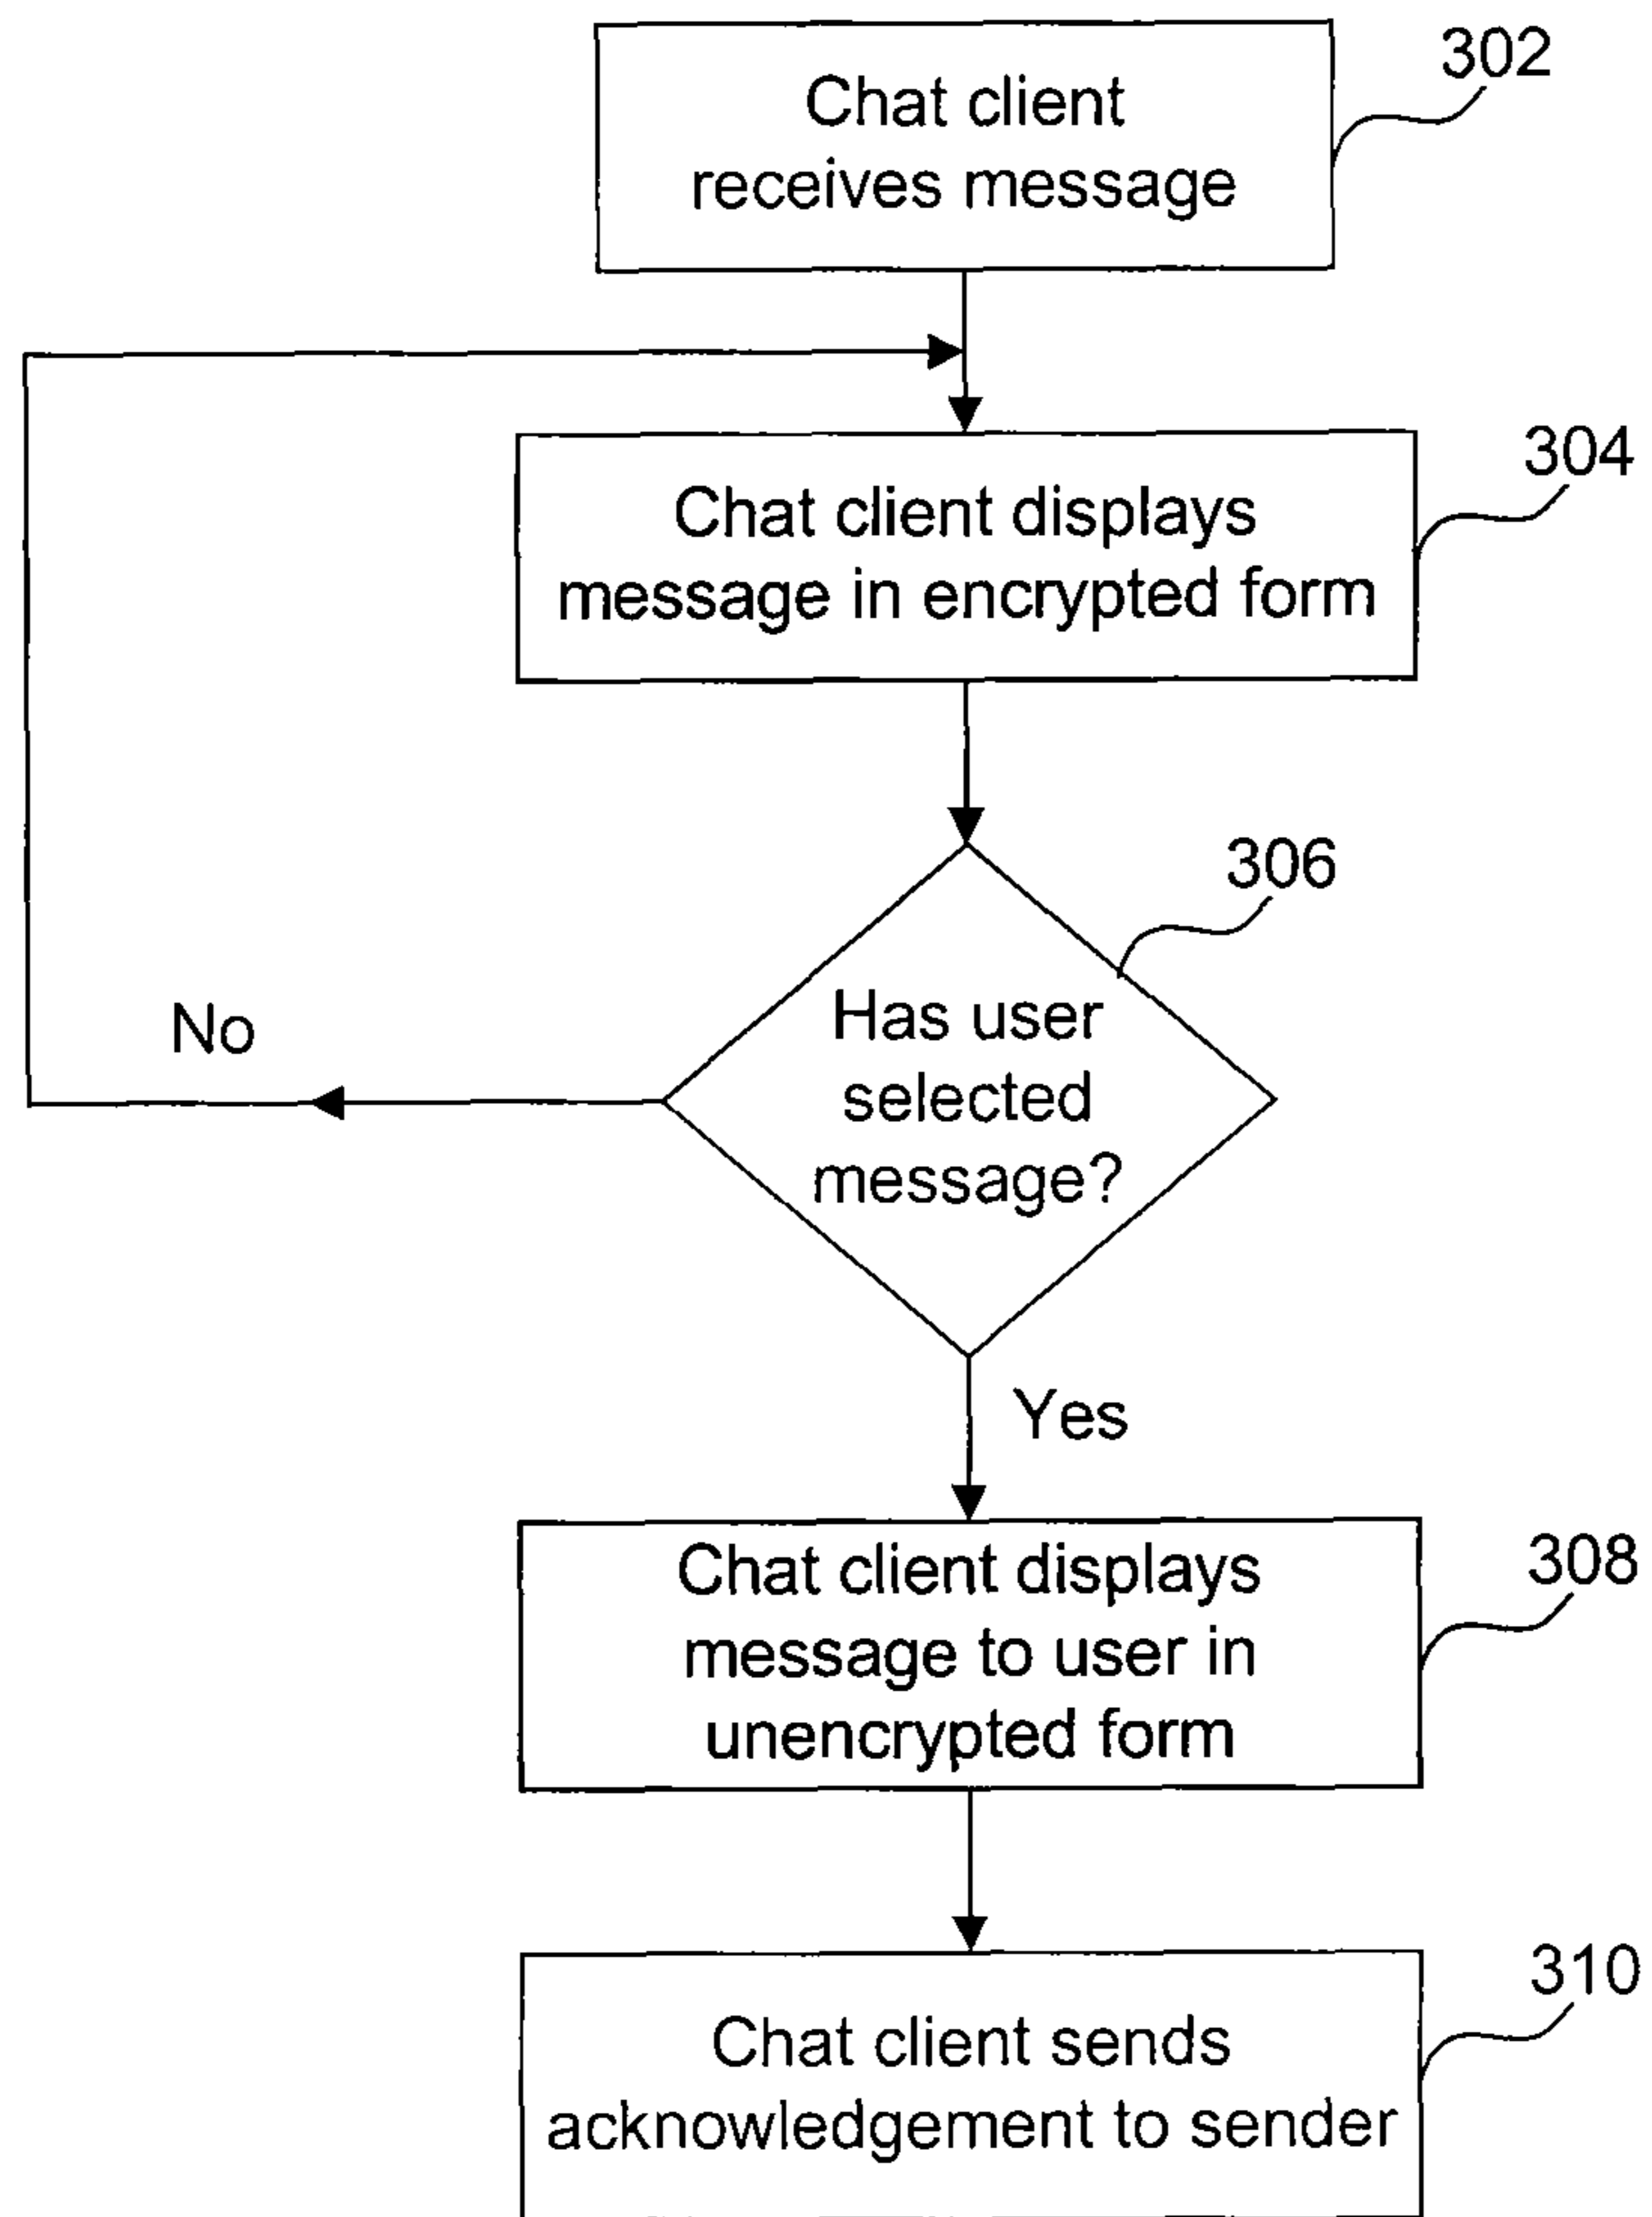 302
Chat client
receives message
304
Chat client displays
message in encrypted form
306
Has user
selected
message?
No
Yes
308
Chat client displays
message to user in
unencrypted form
310
Chat client sends
acknowledgement to sender